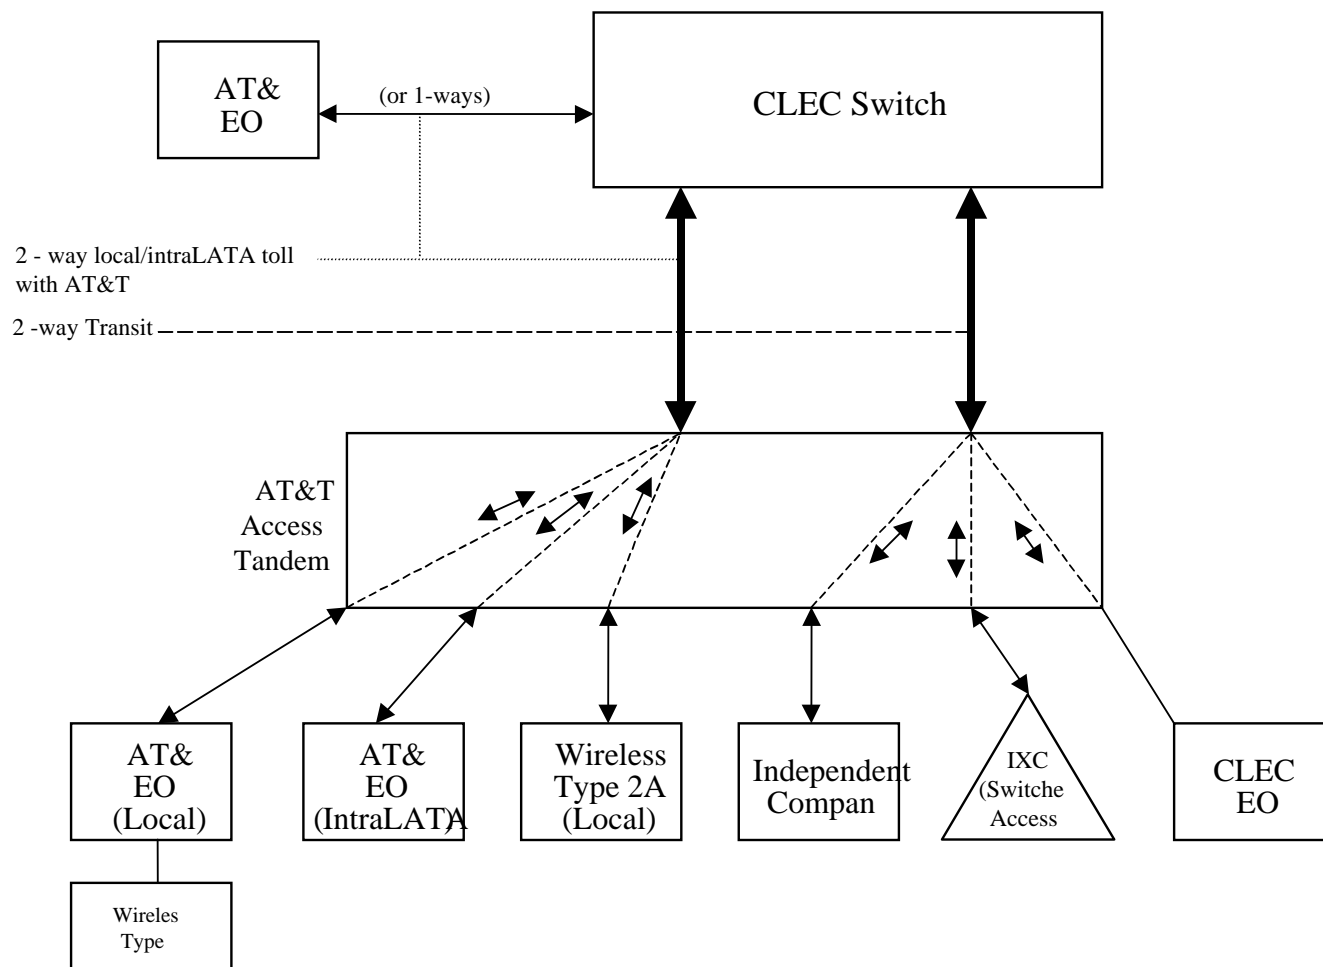 AT&
EO
(or 1-ways)
CLEC Switch
2 - way local/intraLATA toll
with AT&T
2 -way Transit
AT&T
Access
Tandem
AT&
EO
(Local)
AT&
EO
(IntraLATA)
Wireless
Type 2A
(Local)
Independent
Compan
IXC
(Switche
Access
CLEC
EO
Wireles
Type